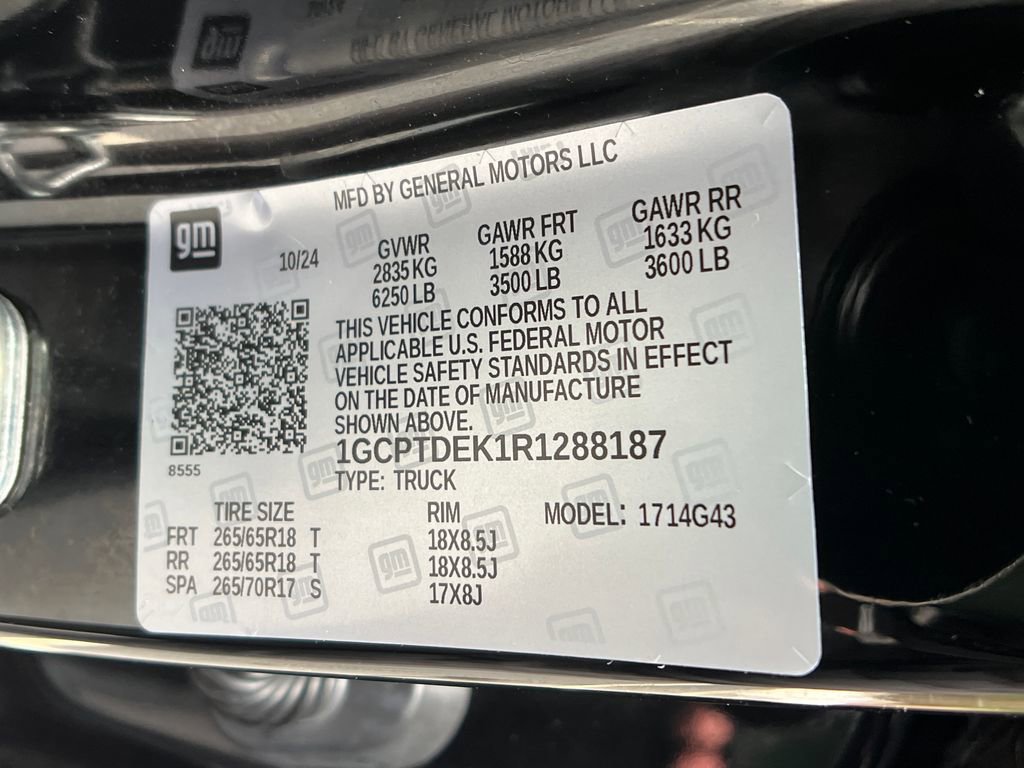 MFD BY GENERAL MOTORS LLC
gm
10/24
GVWR
2835 KG
6250 LB
GAWR FRT
1588 KG
3500 LB
GAWR RR
1633 KG
3600 LB
THIS VEHICLE CONFORMS TO ALL
APPLICABLE U.S. FEDERAL MOTOR
VEHICLE SAFETY STANDARDS IN EFFECT
ON THE DATE OF MANUFACTURE
SHOWN ABOVE.
8555
1GCPTDEK1R1288187
TYPE: TRUCK
TIRE SIZE RIM MODEL: 1714G43
FRT 265/65R18 T 18X8.5J
RR 265/65R18 T 18X8.5J
SPA 265/70R17 S 17X8J